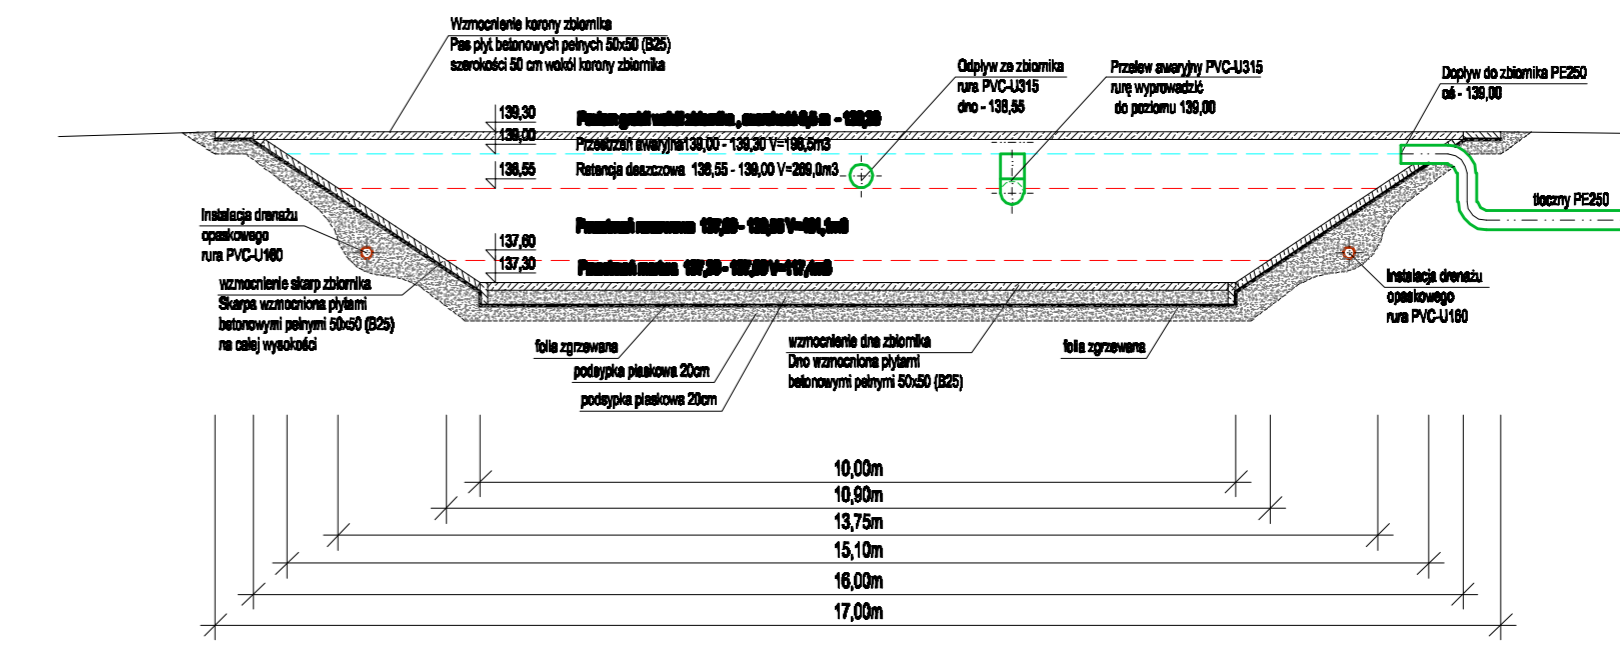 Wzmocnienie korony zbiornika
Pas płyt betonowych pełnych 50x50 (B25)
szerokości 50 cm wokół korony zbiornika
Odpływ ze zbiornika
rura PVC-U315
dno - 138,55
Przelew awaryjny PVC-U315
rurę wyprowadzić
do poziomu 139,00
Dopływ do zbiornika PE250
oś - 139,00
139,30
139,00
Przestrzeń awaryjna139,00 - 139,30 V=198,5m3
138,55
Retencja deszczowa 138,55 - 139,00 V=269,0m3
tłoczny PE250
Instalacja drenażu
opaskowego
rura PVC-U160
137,60
137,30
wzmocnienie skarp zbiornika
Skarpa wzmocniona płytami
betonowymi pełnymi 50x50 (B25)
na całej wysokości
Instalacja drenażu
opaskowego
rura PVC-U160
folia zgrzewana
podsypka piaskowa 20cm
podsypka piaskowa 20cm
wzmocnienie dna zbiornika
Dno wzmocniona płytami
betonowymi pełnymi 50x50 (B25)
folia zgrzewana
10,00m
10,90m
13,75m
15,10m
16,00m
17,00m